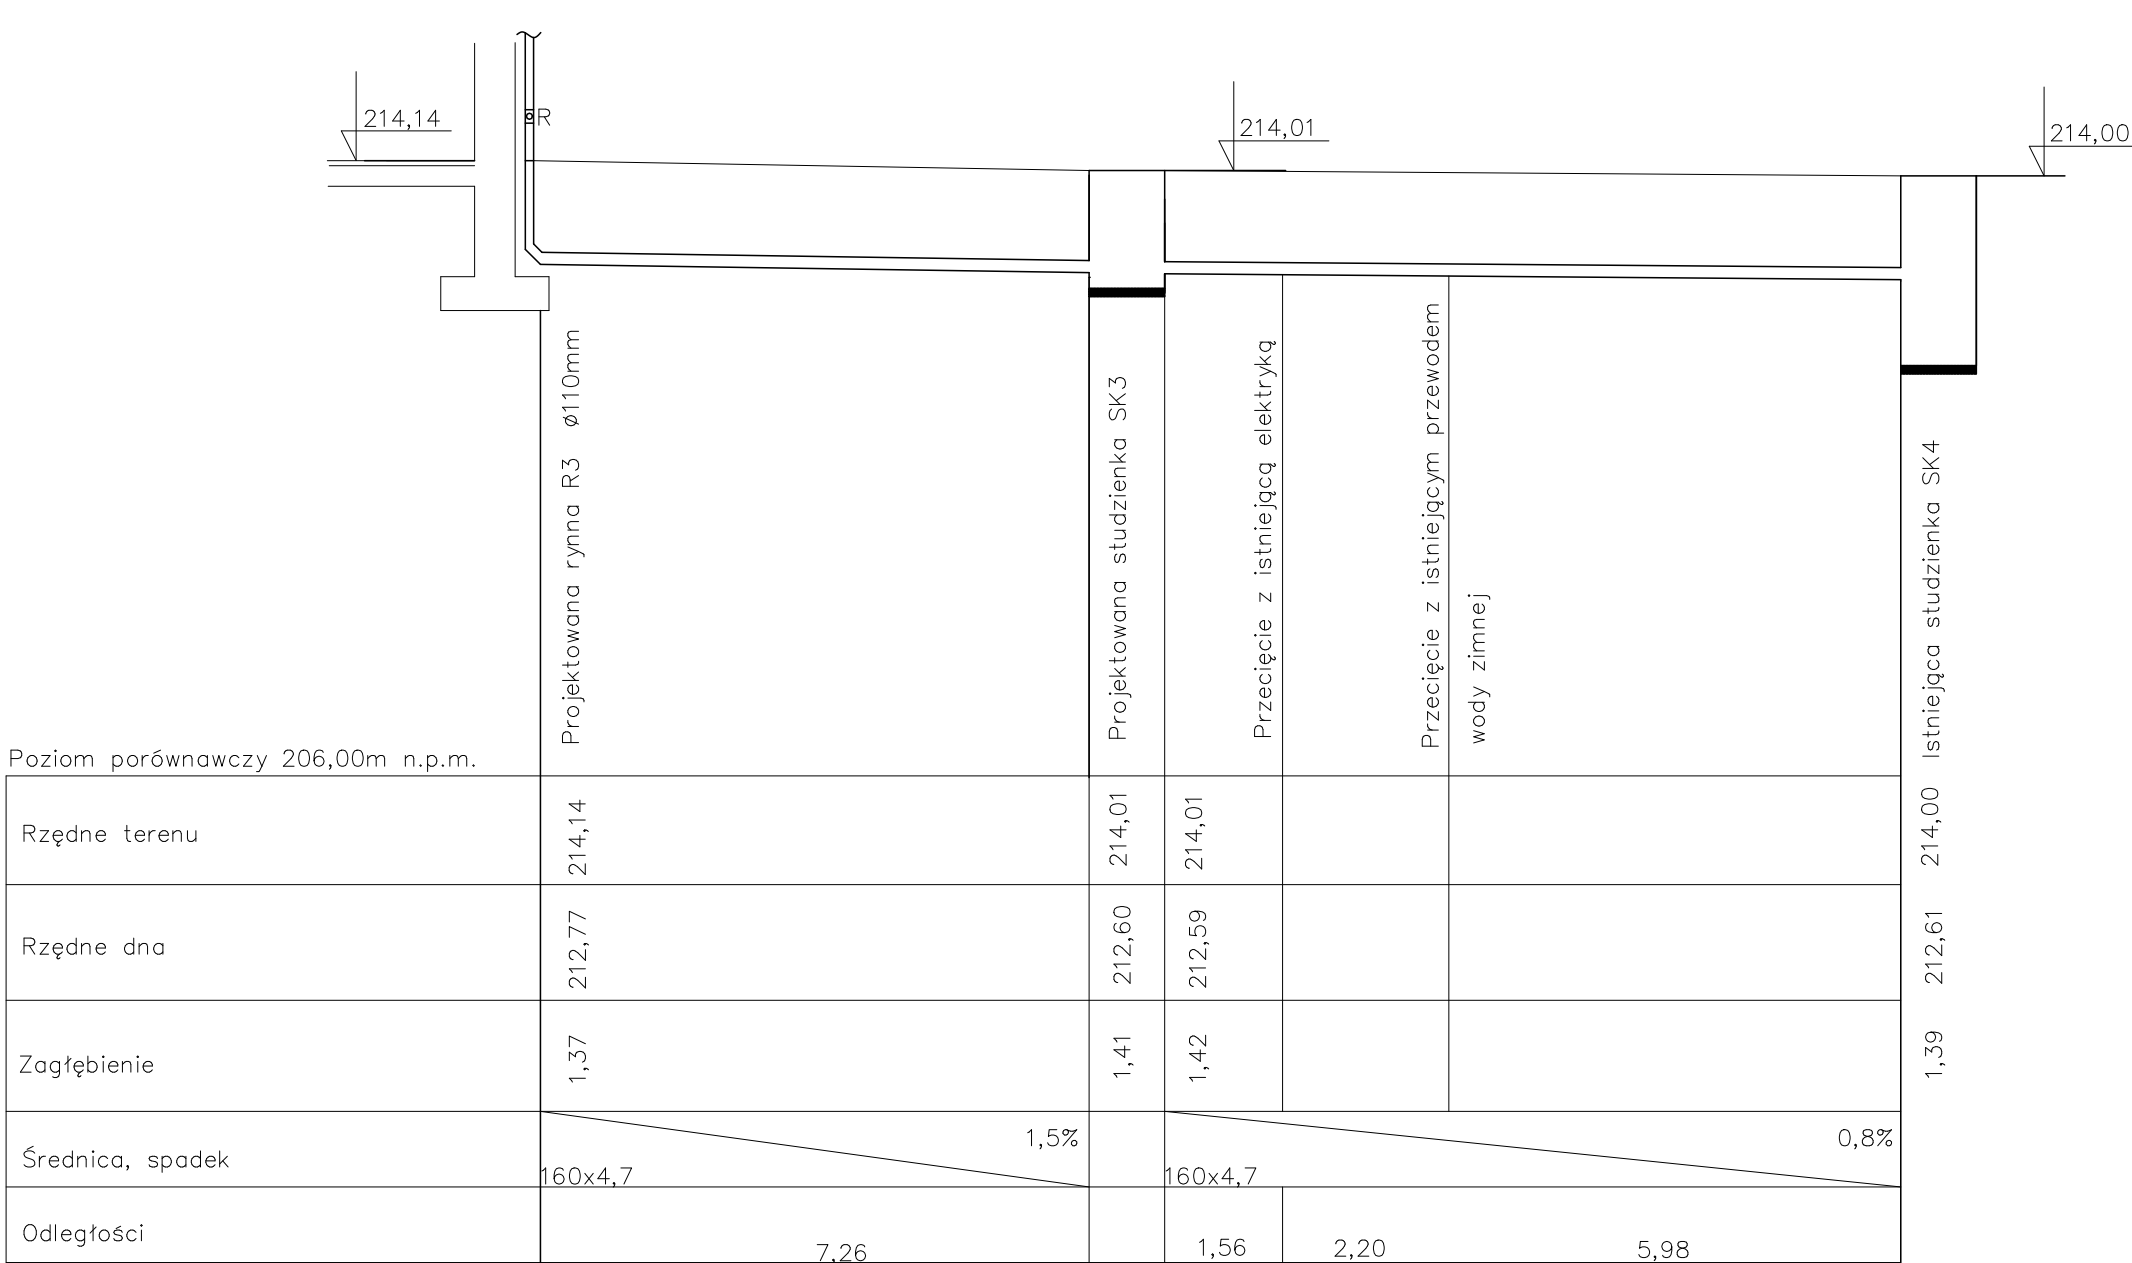 214,14
R
214,01
214,00
Projektowana rynna R3 ø110mm
Projektowana studzienka SK3
Przecięcie z istniejącą elektryką
Przecięcie z istniejącym przewodem
wody zimnej
Istniejąca studzienka SK4
Poziom porównawczy 206,00m n.p.m.
Rzędne terenu
214,14
214,01
214,01
214,00
Rzędne dna
212,77
212,60
212,59
212,61
Zagłębienie
1,37
1,41
1,42
1,39
Średnica, spadek
160x4,7
1,5%
160x4,7
0,8%
Odległości
7,26
1,56
2,20
5,98